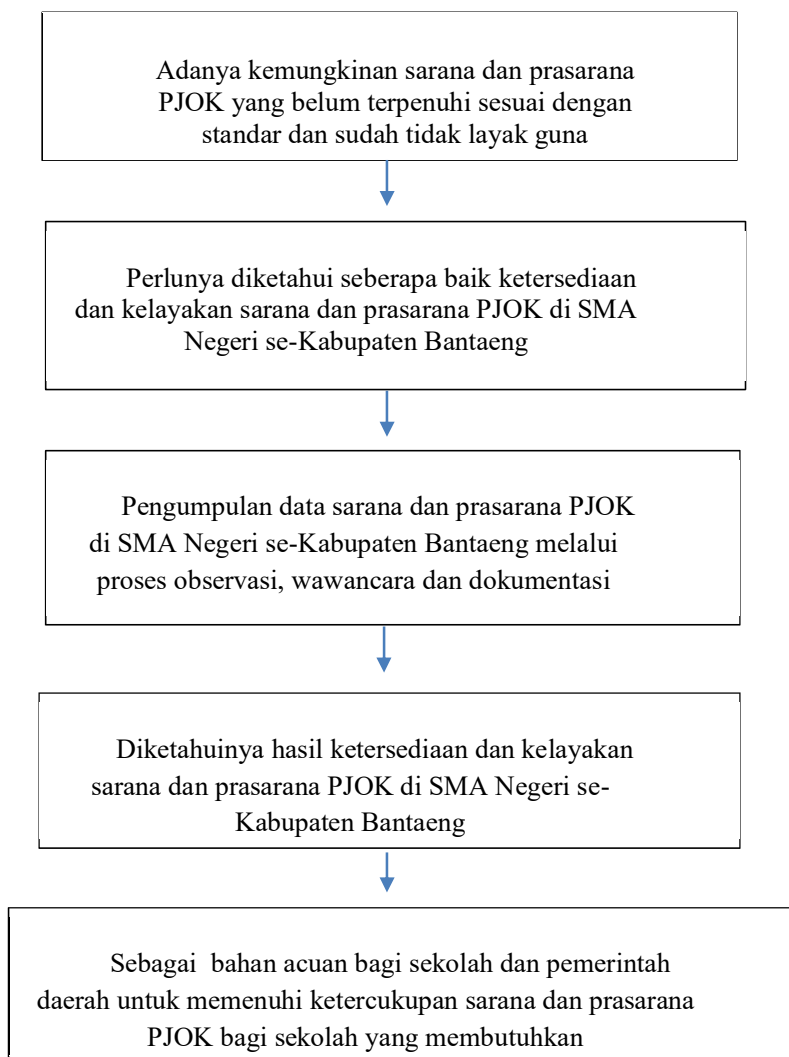 Adanya kemungkinan sarana dan prasarana
PJOK yang belum terpenuhi sesuai dengan
standar dan sudah tidak layak guna
Perlunya diketahui seberapa baik ketersediaan
dan kelayakan sarana dan prasarana PJOK di SMA
Negeri se-Kabupaten Bantaeng
Pengumpulan data sarana dan prasarana PJOK
di SMA Negeri se-Kabupaten Bantaeng melalui
proses observasi, wawancara dan dokumentasi
Diketahuinya hasil ketersediaan dan kelayakan
sarana dan prasarana PJOK di SMA Negeri se-
Kabupaten Bantaeng
Sebagai bahan acuan bagi sekolah dan pemerintah
daerah untuk memenuhi ketercukupan sarana dan prasarana
PJOK bagi sekolah yang membutuhkan